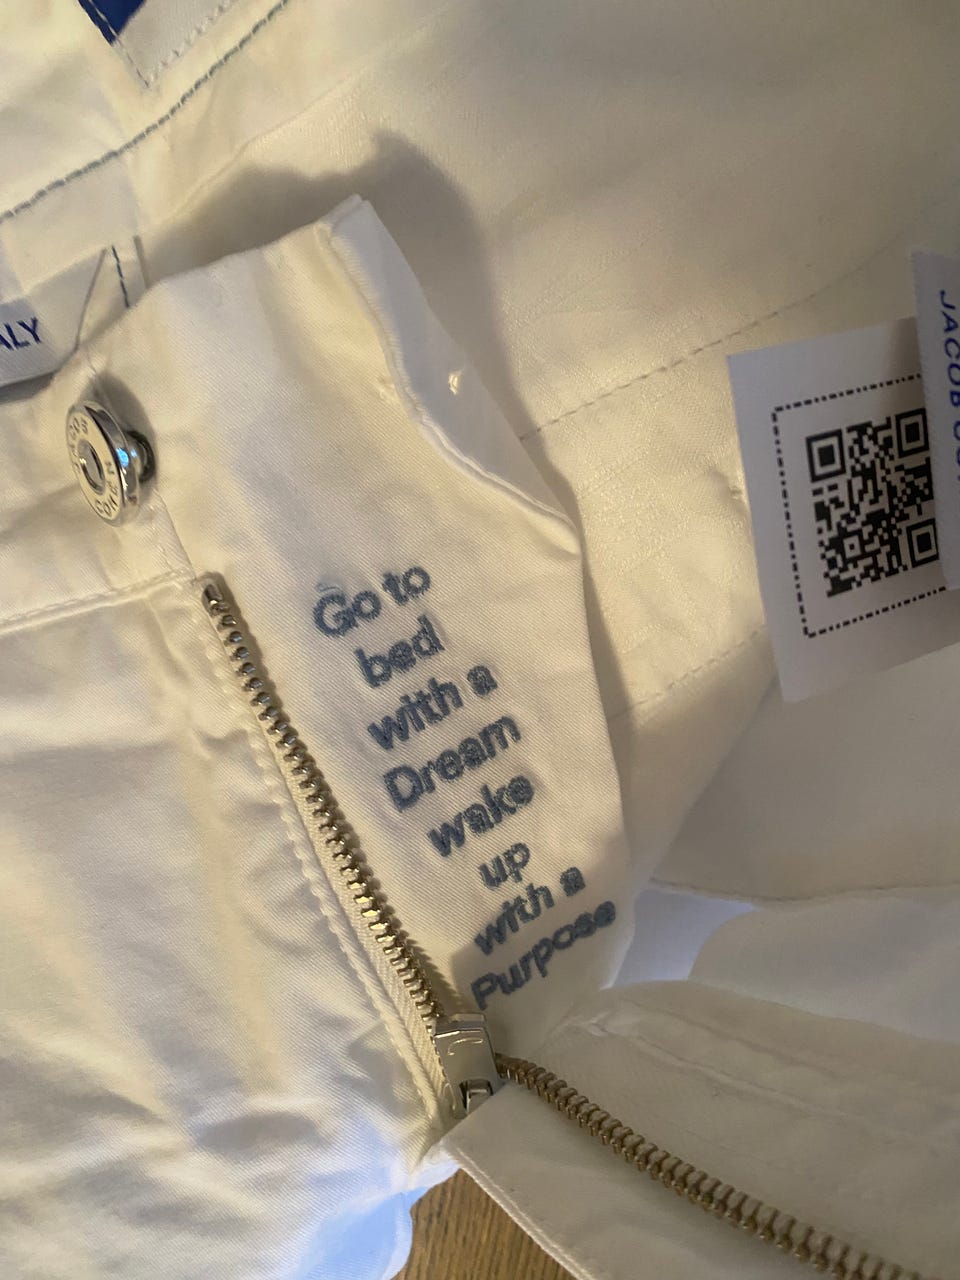 ALY
Go to
bed
with a
Dream
wake
up
with a
Purpose
JACOB